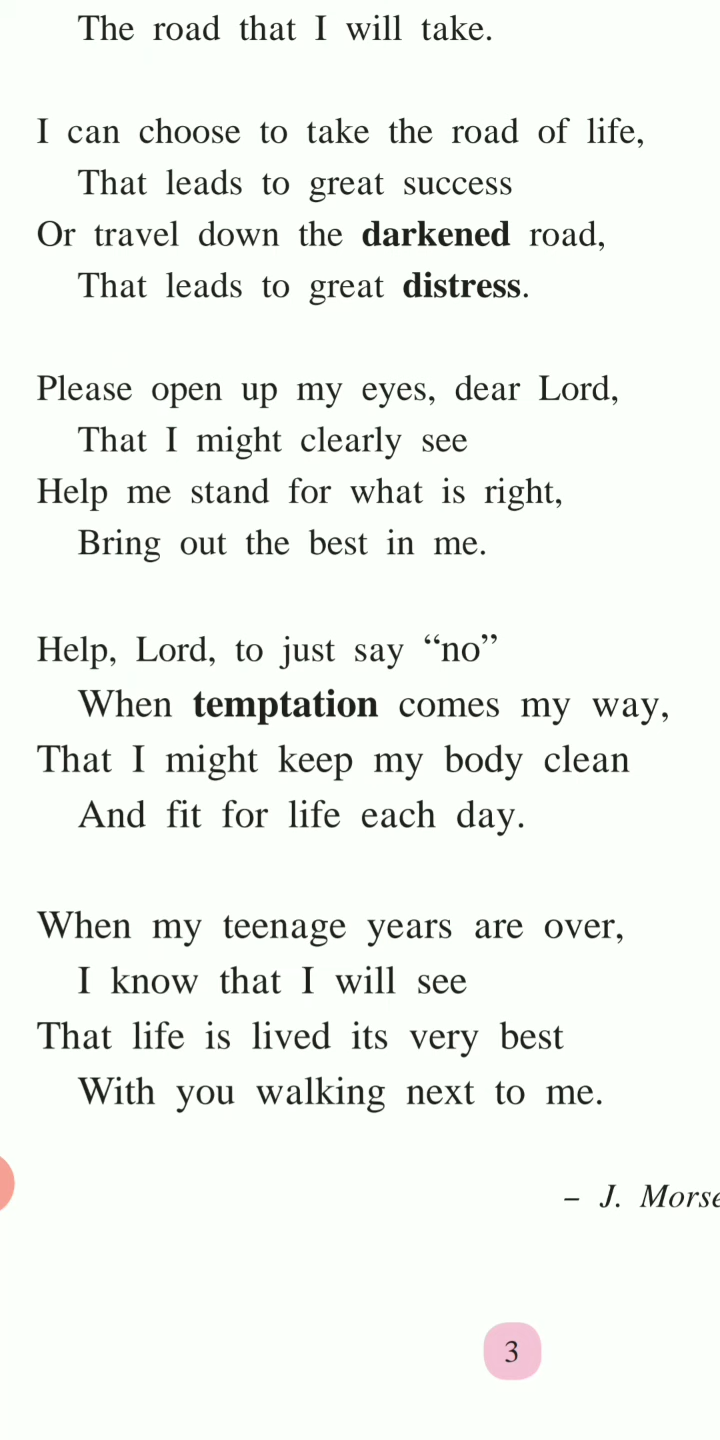 The road that I will take.
I can choose to take the road of life,
That leads to great success
Or travel down the darkened road,
That leads to great distress.
Please open up my eyes, dear Lord,
That I might clearly see
Help me stand for what is right,
Bring out the best in me.
Help, Lord, to just say “no”
When temptation comes my way,
That I might keep my body clean
And fit for life each day.
When my teenage years are over,
I know that I will see
That life is lived its very best
With you walking next to me.
– J. Morse
3